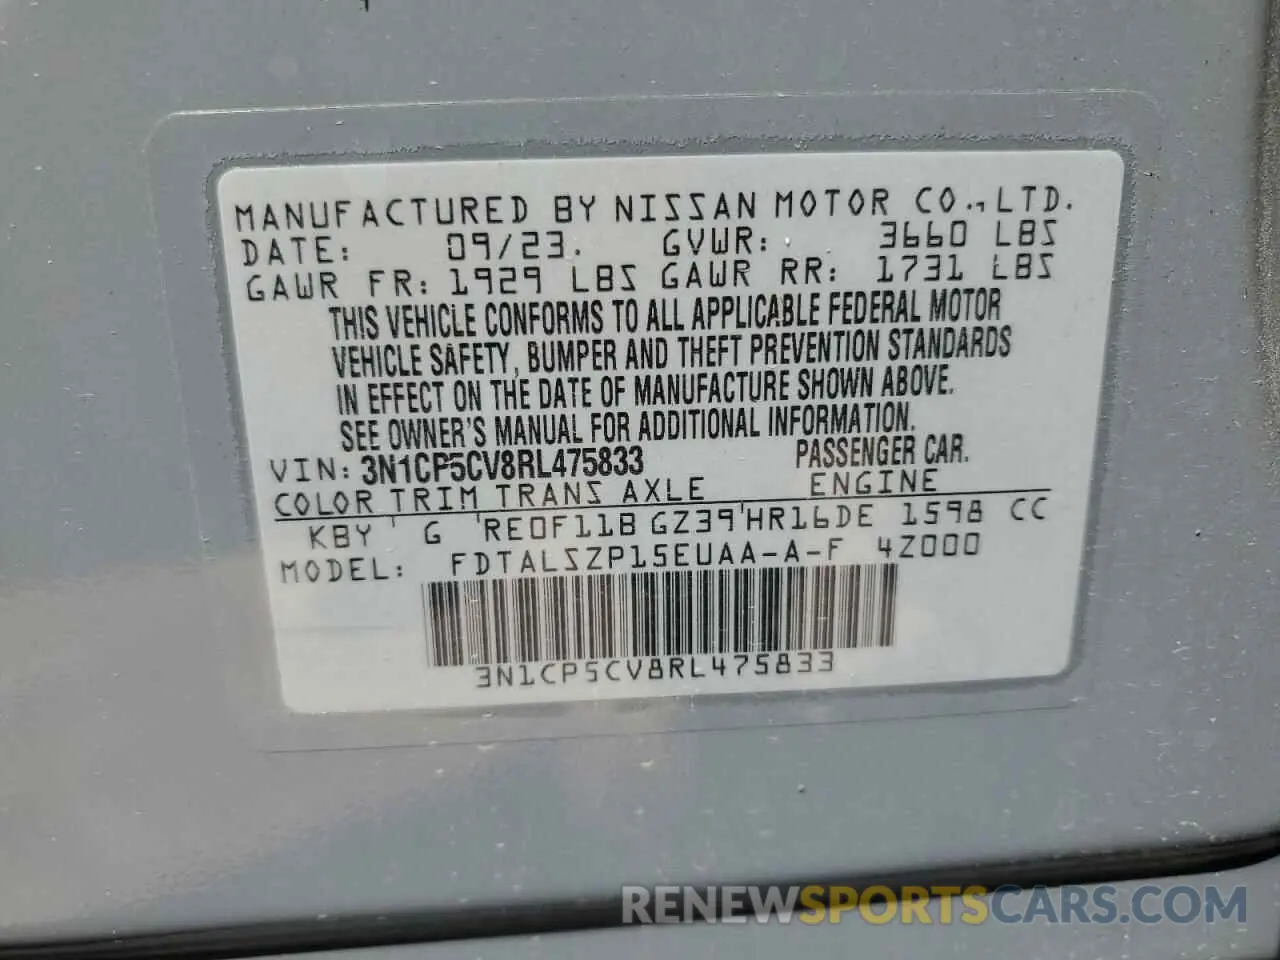 MANUFACTURED BY NISSAN MOTOR CO., LTD.
DATE: 09/23. GVWR: 3660 LBS
GAWR FR: 1929 LBS GAWR RR: 1731 LBS
THIS VEHICLE CONFORMS TO ALL APPLICABLE FEDERAL MOTOR
VEHICLE SAFETY, BUMPER AND THEFT PREVENTION STANDARDS
IN EFFECT ON THE DATE OF MANUFACTURE SHOWN ABOVE.
SEE OWNER'S MANUAL FOR ADDITIONAL INFORMATION.
VIN: 3N1CP5CV8RL475833 PASSENGER CAR.
COLOR TRIM TRANS AXLE ENGINE
KBY ' G 'RE0F11B GZ39'HR16DE 1598 CC
MODEL: FDTALSZP15EUAA-A-F 4Z000
3N1CP5CV8RL475833
RENEWSPORTSCARS.COM